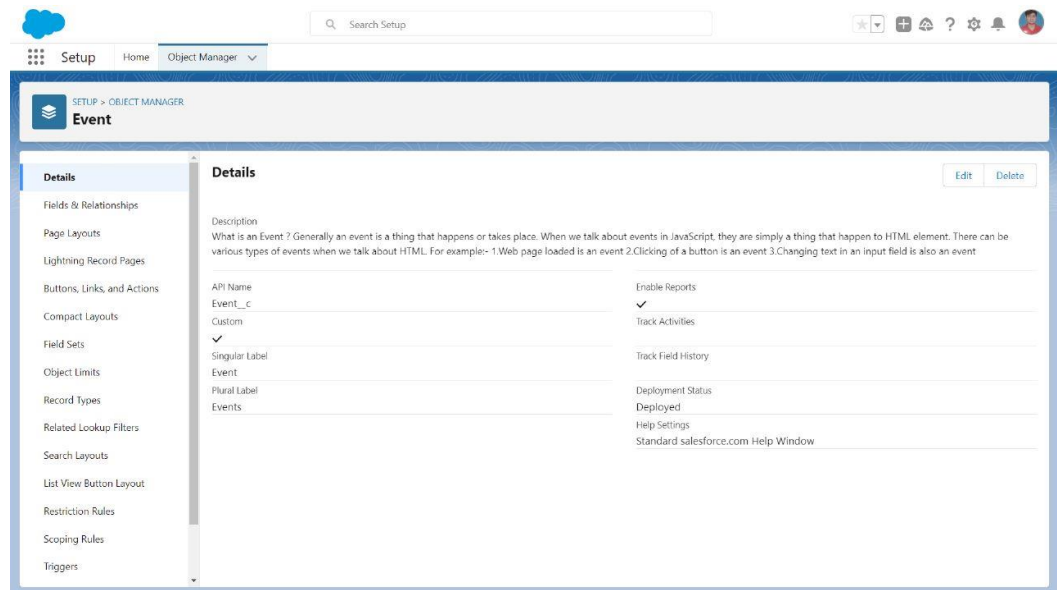 Search Setup
Setup
Home
Object Manager
SETUP > OBJECT MANAGER
Event
Details
Fields & Relationships
Page Layouts
Lightning Record Pages
Buttons, Links, and Actions
Compact Layouts
Field Sets
Object Limits
Record Types
Related Lookup Filters
Search Layouts
List View Button Layout
Restriction Rules
Scoping Rules
Triggers
Details
Edit
Delete
Description
What is an Event ? Generally an event is a thing that happens or takes place. When we talk about events in JavaScript, they are simply a thing that happen to HTML element. There can be
various types of events when we talk about HTML. For example:- 1.Web page loaded is an event 2.Clicking of a button is an event 3.Changing text in an input field is also an event
API Name
Event__c
Custom
Singular Label
Event
Plural Label
Events
Enable Reports
Track Activities
Track Field History
Deployment Status
Deployed
Help Settings
Standard salesforce.com Help Window